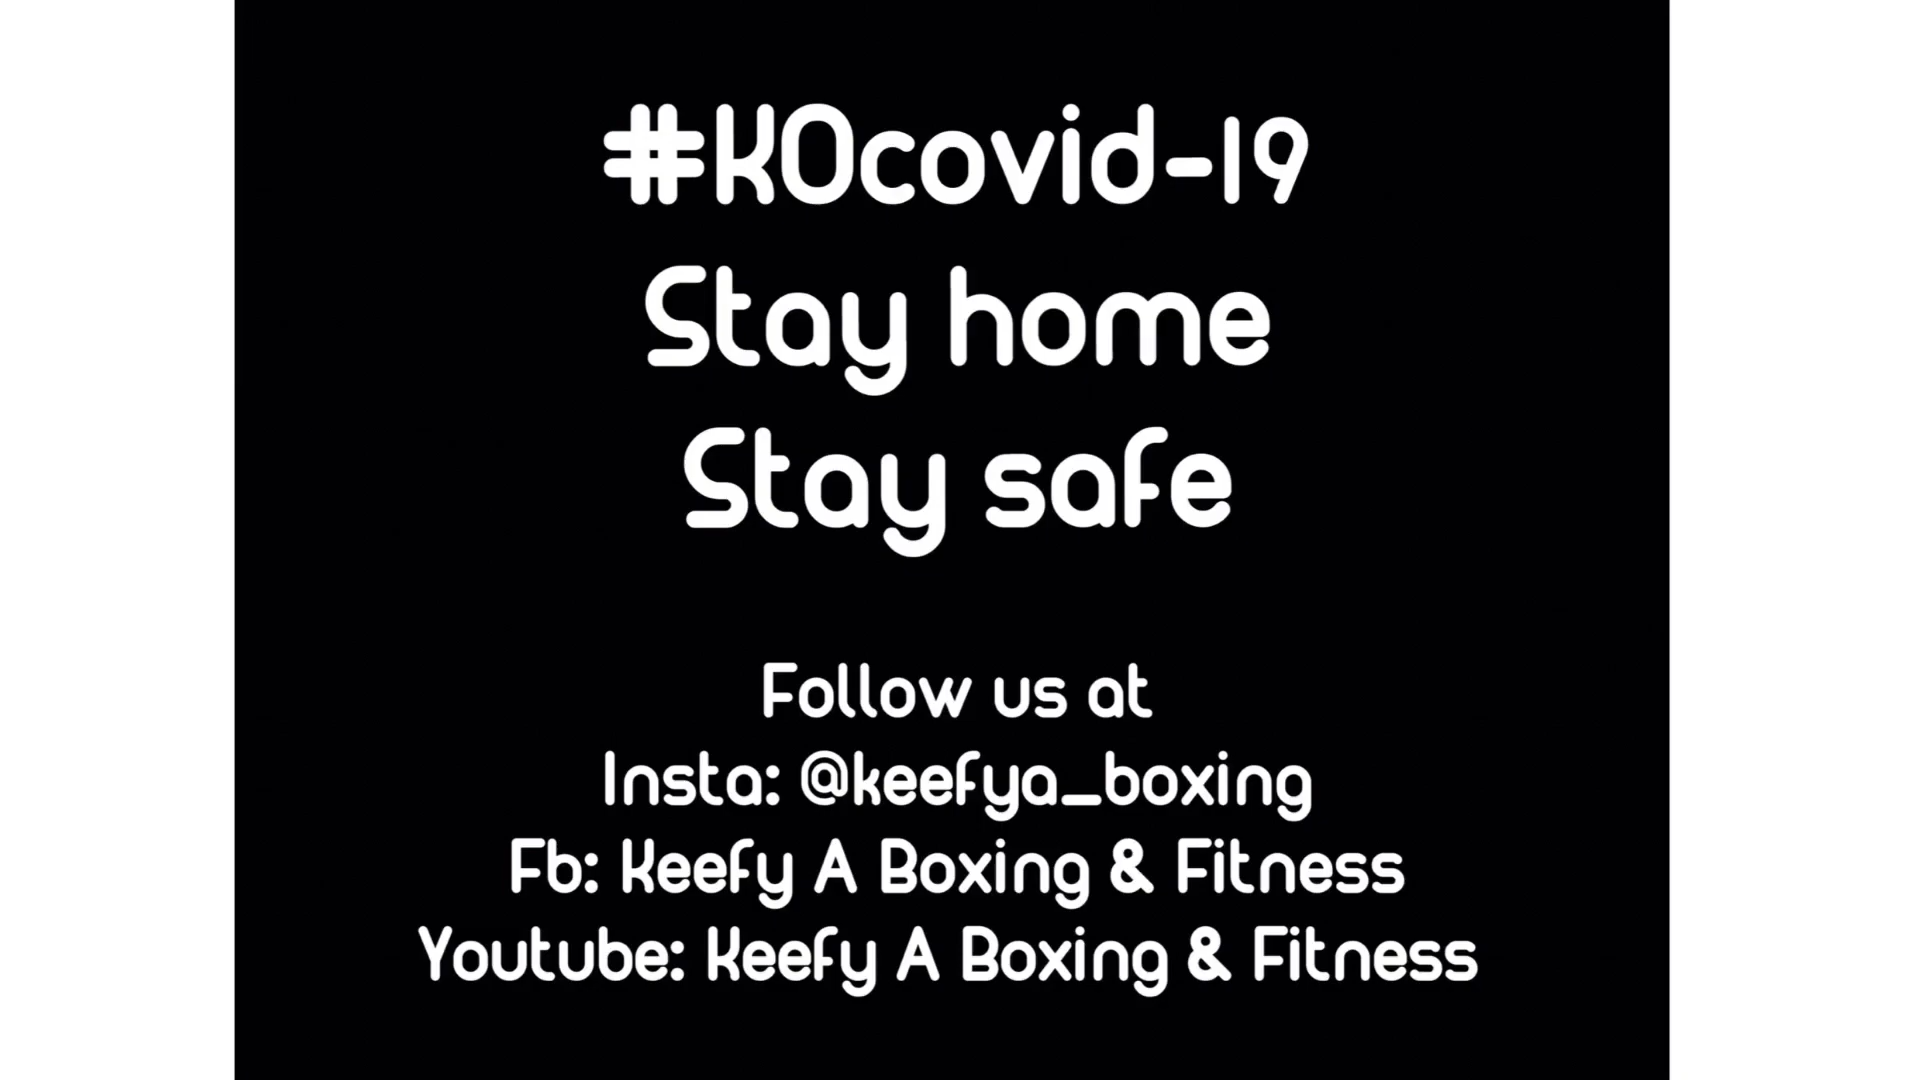 #KOcovid-19
Stay home
Stay safe
Follow us at
Insta: @keefya_boxing
Fb: Keefy A Boxing & Fitness
Youtube: Keefy A Boxing & Fitness